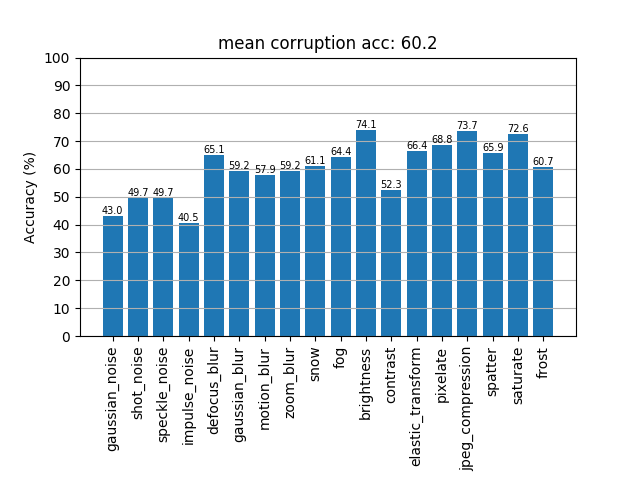 mean corruption acc: 60.2
Accuracy (%)
100
90
80
70
60
50
40
30
20
10
0
43.0
49.7
49.7
40.5
65.1
59.2
57.9
59.2
61.1
64.4
74.1
52.3
66.4
68.8
73.7
65.9
72.6
60.7
gaussian_noise
shot_noise
speckle_noise
impulse_noise
defocus_blur
gaussian_blur
motion_blur
zoom_blur
snow
fog
brightness
contrast
elastic_transform
pixelate
jpeg_compression
spatter
saturate
frost